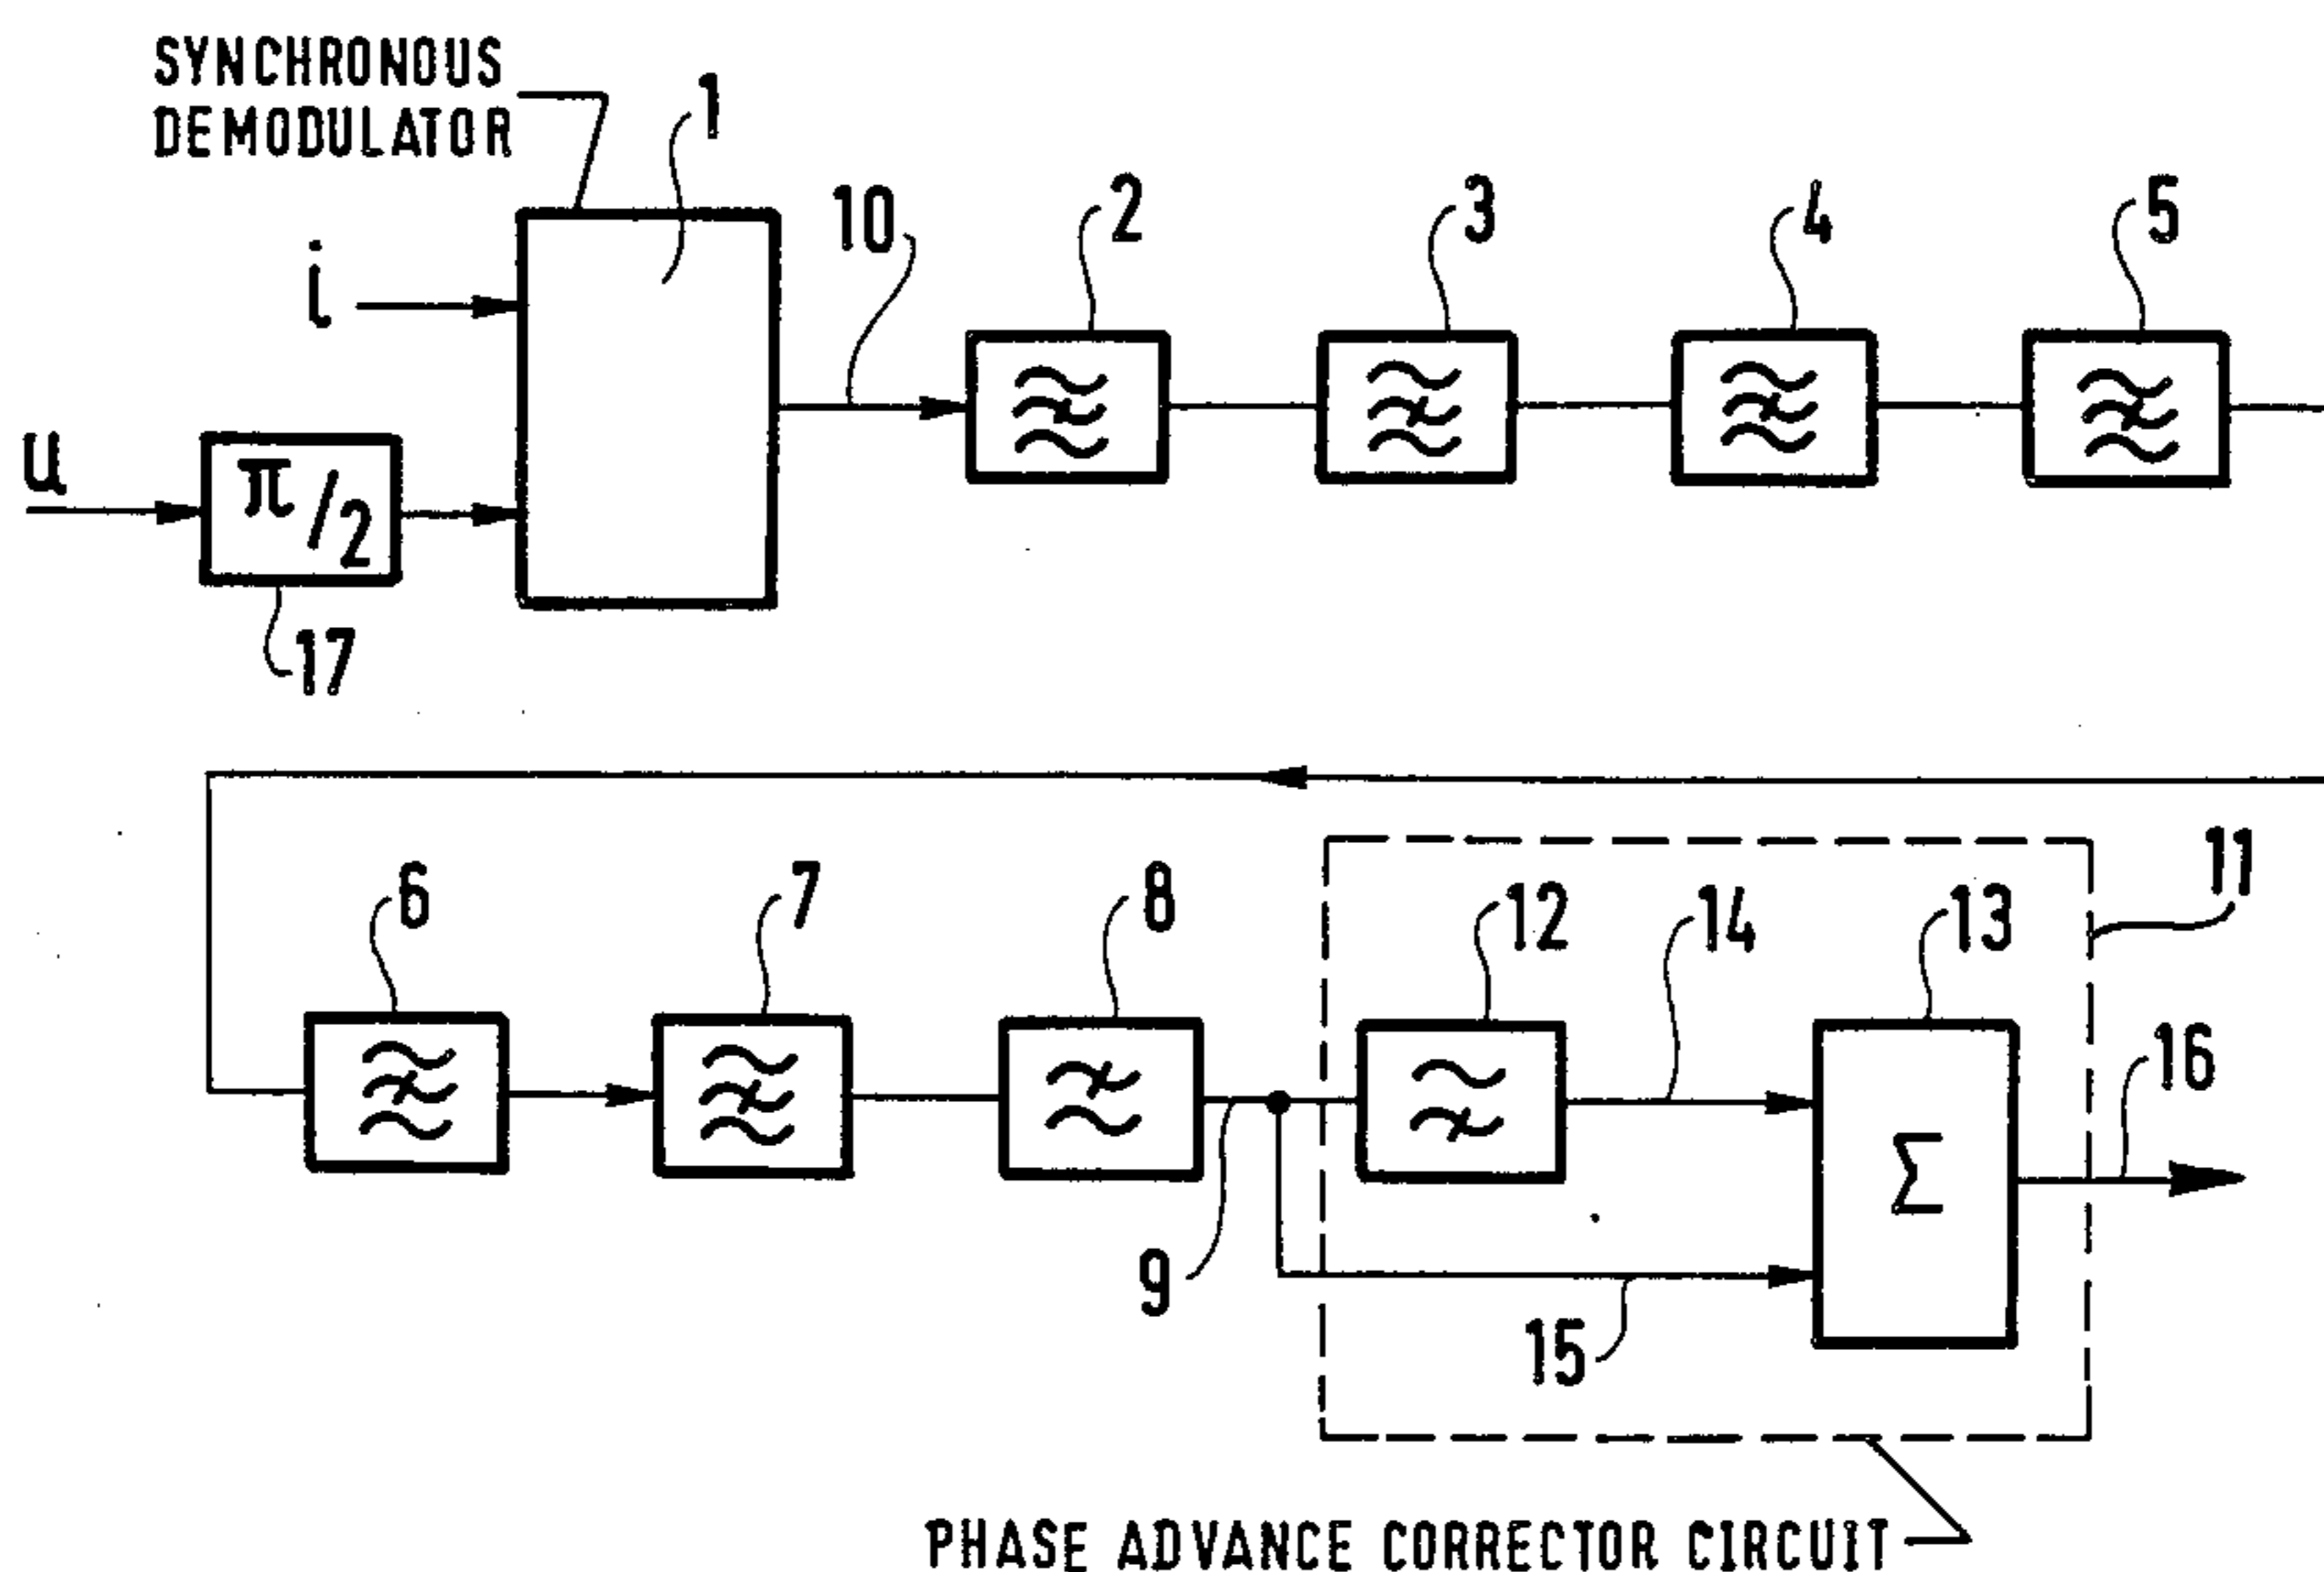 SYNCHRONOUS
DEMODULATOR
1
i
10
2
3
4
5
u
π/2
17
6
7
8
12
14
13
11
16
Σ
9
15
PHASE ADVANCE CORRECTOR CIRCUIT